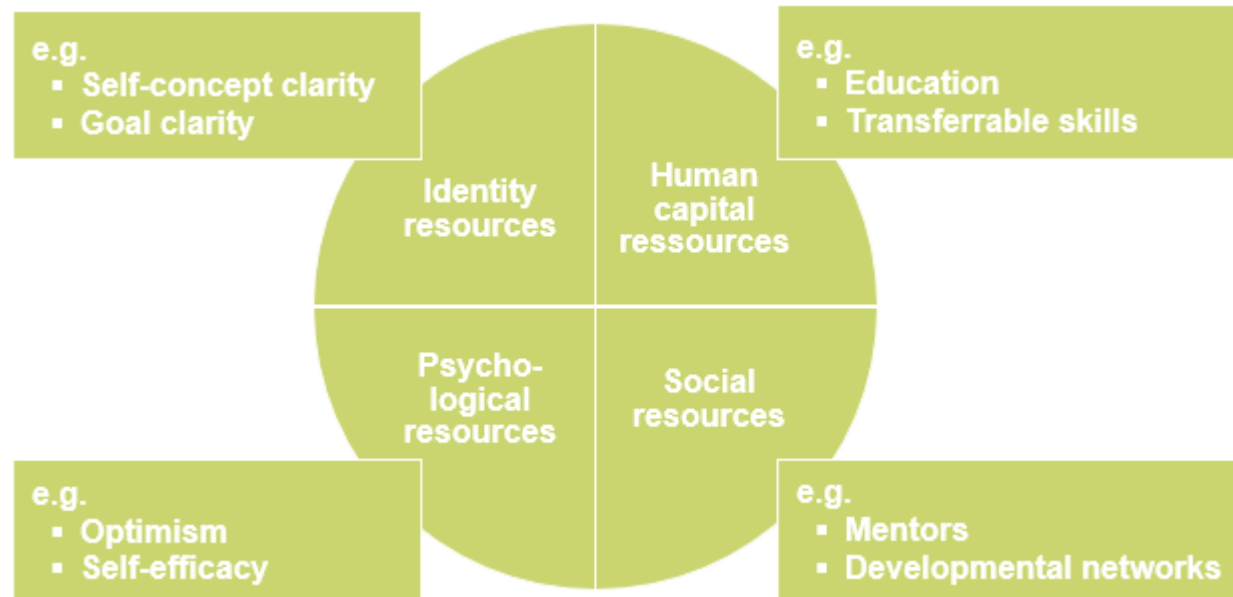 e.g.
▪ Self-concept clarity
▪ Goal clarity
e.g.
▪ Education
▪ Transferrable skills
Identity
resources
Human
capital
ressources
Psycho-
logical
resources
Social
resources
e.g.
▪ Optimism
▪ Self-efficacy
e.g.
▪ Mentors
▪ Developmental networks